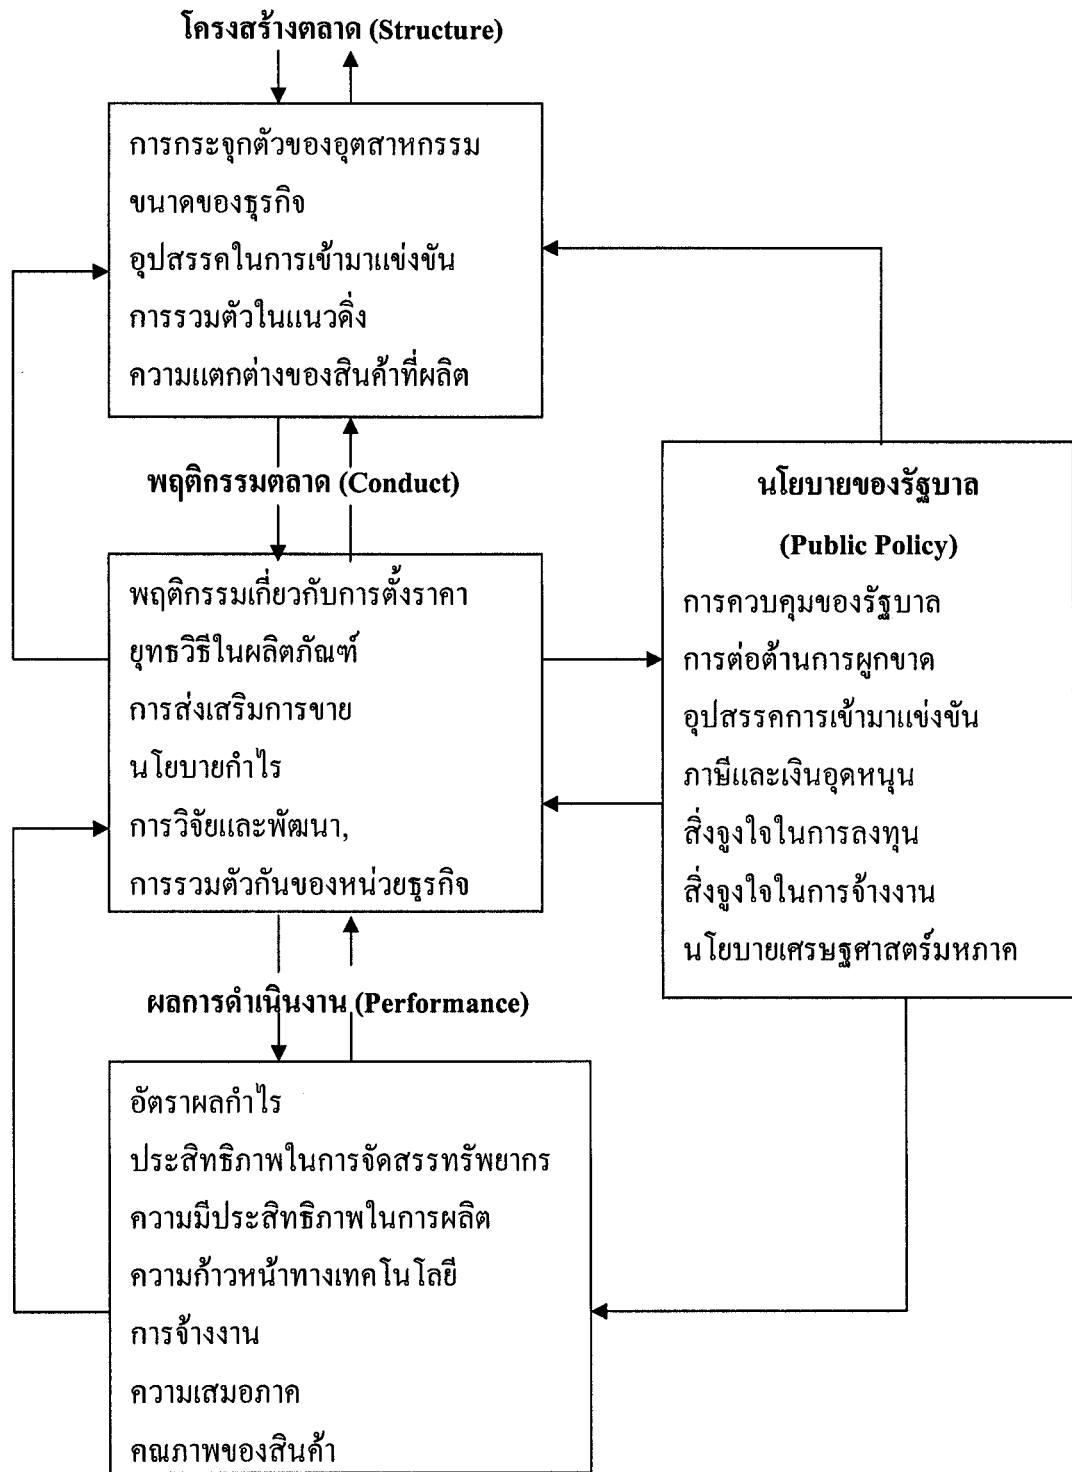 โครงสร้างตลาด (Structure)
การกระจุกตัวของอุตสาหกรรม
ขนาดของธุรกิจ
อุปสรรคในการเข้ามาแข่งขัน
การรวมตัวในแนวดิ่ง
ความแตกต่างของสินค้าที่ผลิต
พฤติกรรมตลาด (Conduct)
พฤติกรรมเกี่ยวกับการตั้งราคา
ยุทธวิธีในผลิตภัณฑ์
การส่งเสริมการขาย
นโยบายกำไร
การวิจัยและพัฒนา,
การรวมตัวกันของหน่วยธุรกิจ
นโยบายของรัฐบาล
(Public Policy)
การควบคุมของรัฐบาล
การต่อต้านการผูกขาด
อุปสรรคการเข้ามาแข่งขัน
ภาษีและเงินอุดหนุน
สิ่งจูงใจในการลงทุน
สิ่งจูงใจในการจ้างงาน
นโยบายเศรษฐศาสตร์มหภาค
ผลการดำเนินงาน (Performance)
อัตราผลกำไร
ประสิทธิภาพในการจัดสรรทรัพยากร
ความมีประสิทธิภาพในการผลิต
ความก้าวหน้าทางเทคโนโลยี
การจ้างงาน
ความเสมอภาค
คุณภาพของสินค้า